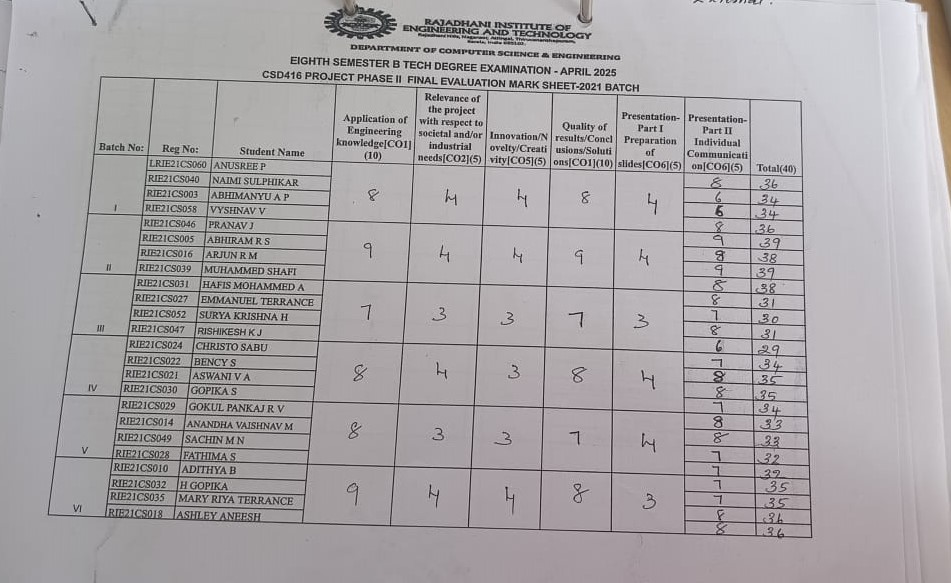 External.
RAJADHANI INSTITUTE OF
ENGINEERING AND TECHNOLOGY
DEPARTMENT OF COMPUTER SCIENCE & ENGINEERING
EIGHTH SEMESTER B TECH DEGREE EXAMINATION - APRIL 2025
CSD416 PROJECT PHASE II FINAL EVALUATION MARK SHEET-2021 BATCH
Batch No: Reg No: Student Name Application of Engineering knowledge[CO1] (10) Relevance of the project with respect to societal and/or industrial needs[CO2](5) Innovation/Novelty/Creativity[CO5](5) Quality of results/Conclusions/Solutions[CO1](10) Presentation-Part I Preparation of slides[CO6](5) Presentation-Part II Individual Communication[CO6](5) Total(40)
I LRIE21CS060 ANUSREE P 8 4 4 8 4 8 36
RIE21CS040 NAIMI SULPHIKAR 6 34
RIE21CS003 ABHIMANYU A P 6 34
RIE21CS058 VYSHNAV V 8 36
II RIE21CS046 PRANAV J 9 4 4 9 4 9 39
RIE21CS005 ABHIRAM R S 8 38
RIE21CS016 ARJUN R M 9 39
RIE21CS039 MUHAMMED SHAFI 8 38
III RIE21CS031 HAFIS MOHAMMED A 7 3 3 7 3 8 31
RIE21CS027 EMMANUEL TERRANCE 7 30
RIE21CS052 SURYA KRISHNA H 8 31
RIE21CS047 RISHIKESH K J 6 29
IV RIE21CS024 CHRISTO SABU 8 4 3 8 4 7 34
RIE21CS022 BENCY S 8 35
RIE21CS021 ASWANI V A 8 35
RIE21CS030 GOPIKA S 7 34
V RIE21CS029 GOKUL PANKAJ R V 8 3 3 7 4 8 33
RIE21CS014 ANANDHA VAISHNAV M 8 33
RIE21CS049 SACHIN M N 7 32
RIE21CS028 FATHIMA S 7 32
VI RIE21CS010 ADITHYA B 9 4 4 8 3 7 35
RIE21CS032 H GOPIKA 7 35
RIE21CS035 MARY RIYA TERRANCE 8 36
RIE21CS018 ASHLEY ANEESH 8 36